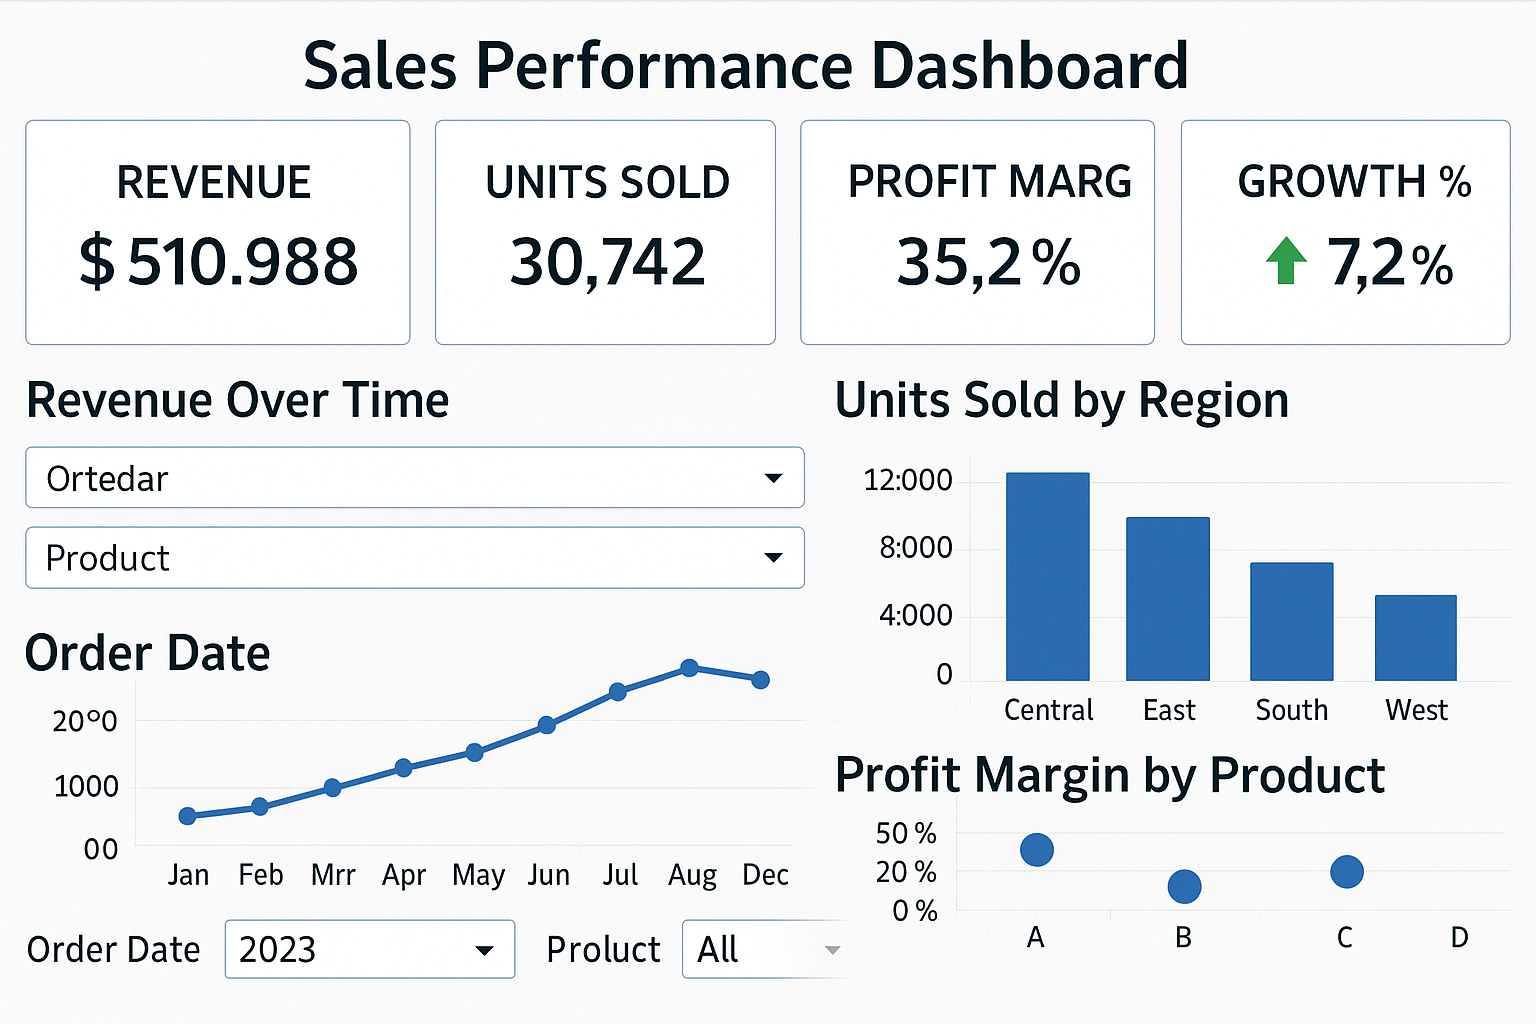 Sales Performance Dashboard
REVENUE
$ 510.988
UNITS SOLD
30,742
PROFIT MARG
35,2 %
GROWTH %
7,2 %
Revenue Over Time
Ortedar
Product
Order Date
20°0
1000
00
Jan Feb Mrr Apr May Jun Jul Aug Dec
Order Date 2023 Proluct All
Units Sold by Region
12:000
8:000
4:000
0
Central East South West
Profit Margin by Product
50 %
20 %
0 %
A B C D